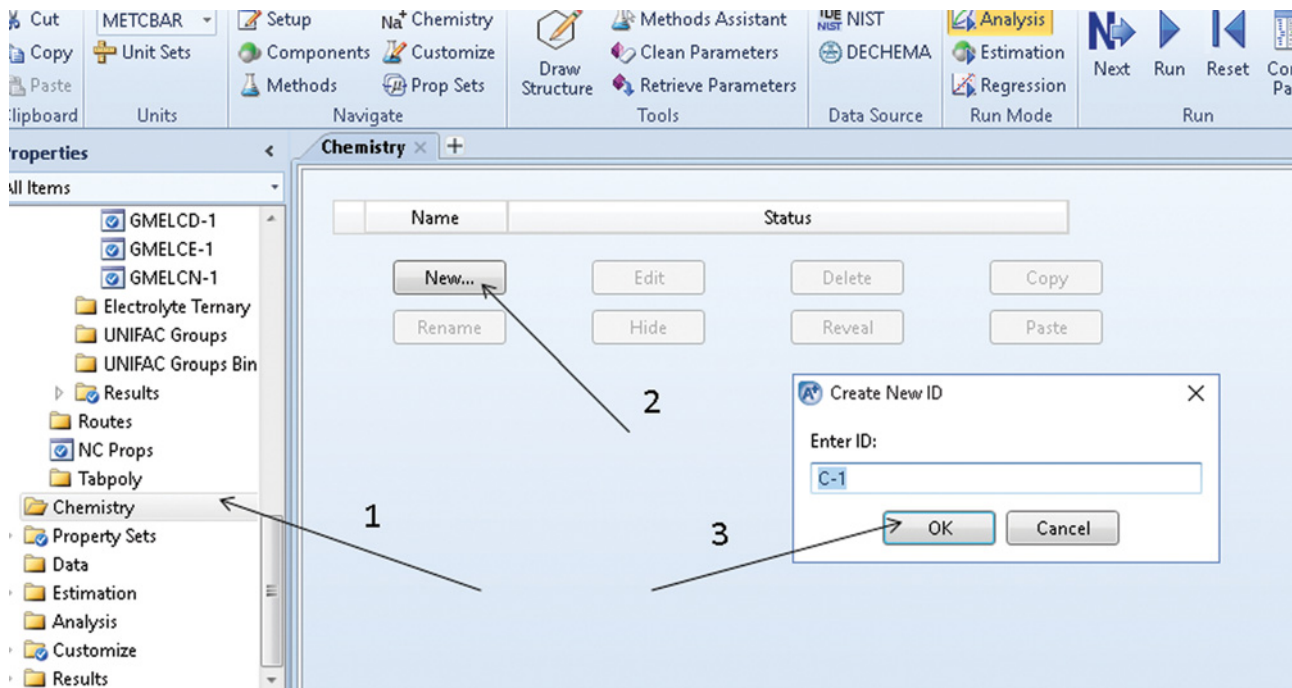 Cut METCBAR Setup Na+ Chemistry Methods Assistant NIST NIST Analysis
Copy Unit Sets Components Customize Clean Parameters DECHEMA Estimation
Paste Methods Prop Sets Draw Structure Retrieve Parameters Regression Next Run Reset
Units Navigate Tools Data Source Run Mode Run
Properties
All Items
Chemistry
GMELCD-1
GMELCE-1
GMELCN-1
Electrolyte Ternary
UNIFAC Groups
UNIFAC Groups Bin
Results
Routes
NC Props
Tabpoly
Chemistry
Property Sets
Data
Estimation
Analysis
Customize
Results
Name Status
New... Edit Delete Copy
Rename Hide Reveal Paste
1
2
3
Create New ID
Enter ID:
C-1
OK Cancel